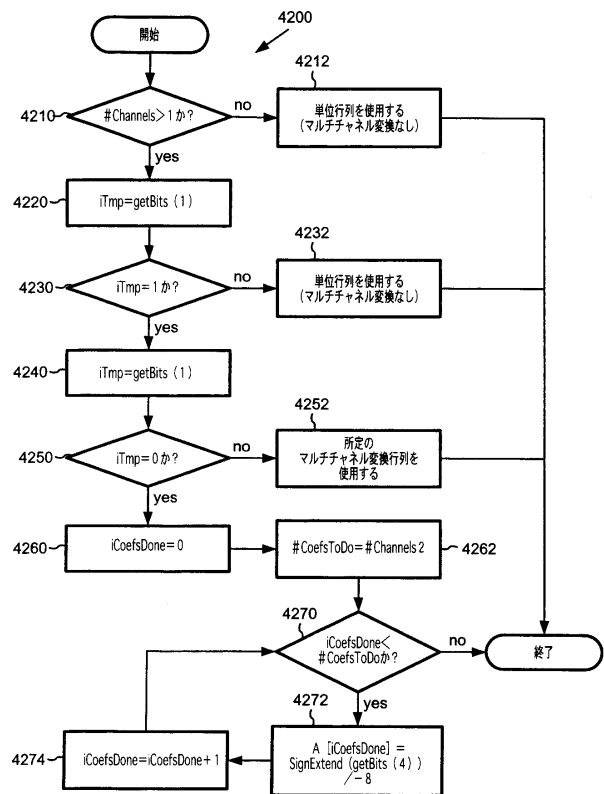 開始
4200
4210
#Channels>1か?
no
4212
単位行列を使用する
(マルチチャネル変換なし)
yes
4220
iTmp=getBits(1)
4230
iTmp=1か?
no
4232
単位行列を使用する
(マルチチャネル変換なし)
yes
4240
iTmp=getBits(1)
4250
iTmp=0か?
no
4252
所定の
マルチチャネル変換行列を
使用する
yes
4260
iCoefsDone=0
#CoefsToDo=#Channels2
4262
4270
iCoefsDone<
#CoefsToDoか?
no
終了
yes
4272
A [iCoefsDone]=
SignExtend(getBits(4))
/-8
4274
iCoefsDone=iCoefsDone+1